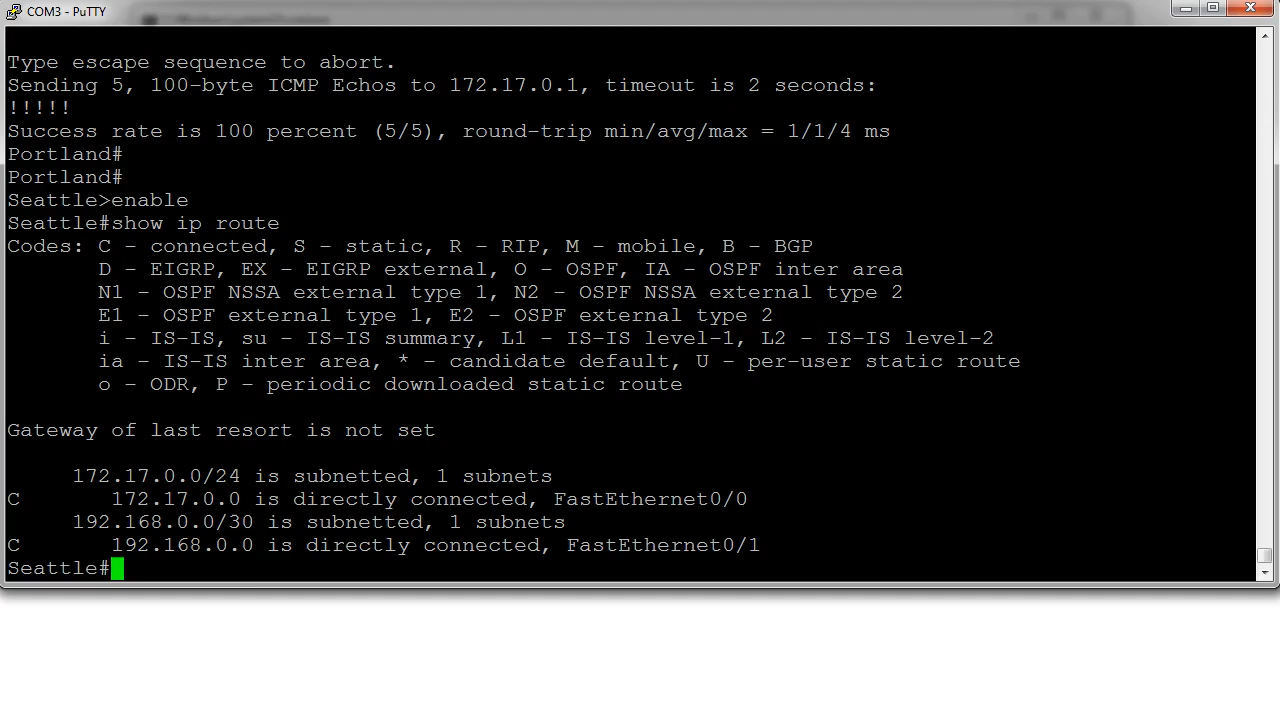 COM3 - PuTTY
Type escape sequence to abort.
Sending 5, 100-byte ICMP Echos to 172.17.0.1, timeout is 2 seconds:
!!!!!
Success rate is 100 percent (5/5), round-trip min/avg/max = 1/1/4 ms
Portland#
Portland#
Seattle>enable
Seattle#show ip route
Codes: C - connected, S - static, R - RIP, M - mobile, B - BGP
D - EIGRP, EX - EIGRP external, O - OSPF, IA - OSPF inter area
N1 - OSPF NSSA external type 1, N2 - OSPF NSSA external type 2
E1 - OSPF external type 1, E2 - OSPF external type 2
i - IS-IS, su - IS-IS summary, L1 - IS-IS level-1, L2 - IS-IS level-2
ia - IS-IS inter area, * - candidate default, U - per-user static route
o - ODR, P - periodic downloaded static route
Gateway of last resort is not set
172.17.0.0/24 is subnetted, 1 subnets
C 172.17.0.0 is directly connected, FastEthernet0/0
192.168.0.0/30 is subnetted, 1 subnets
C 192.168.0.0 is directly connected, FastEthernet0/1
Seattle#